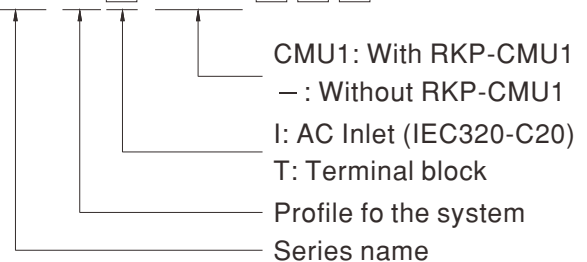 CMU1: With RKP-CMU1
－: Without RKP-CMU1
I: AC Inlet (IEC320-C20)
T: Terminal block
Profile fo the system
Series name